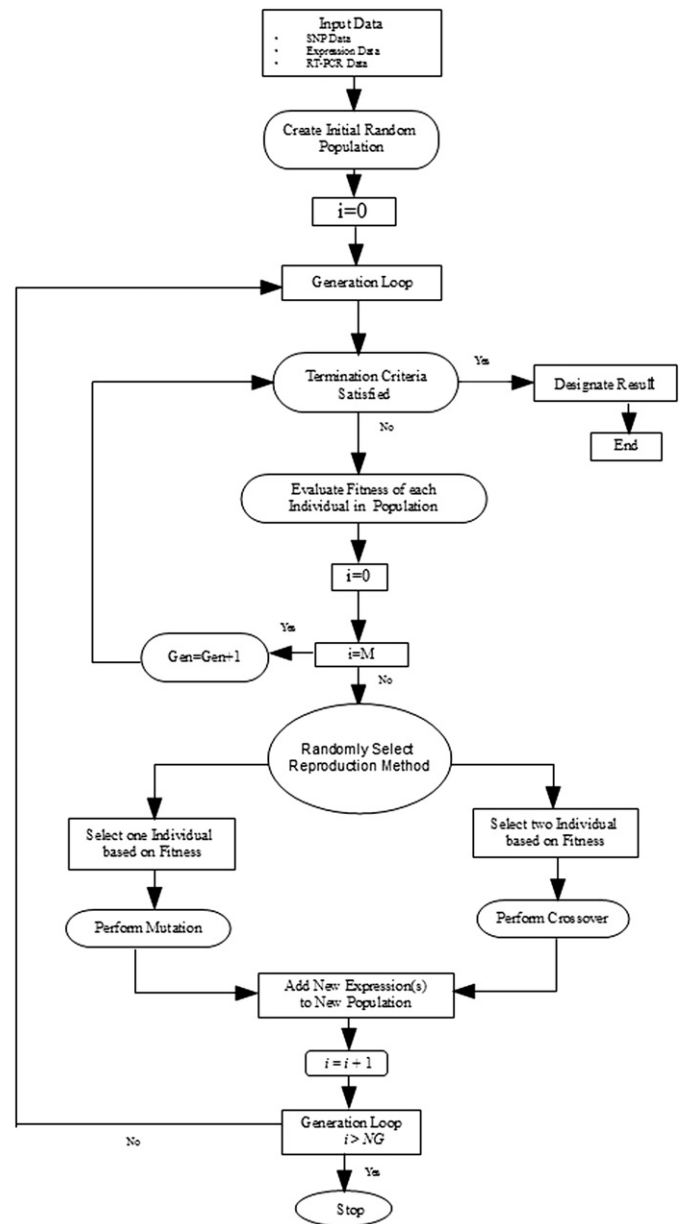 Input Data
• SNP Data
• Expression Data
• RT-PCR Data
Create Initial Random
Population
i=0
Generation Loop
Termination Criteria
Satisfied
Yes
Designate Result
End
No
Evaluate Fitness of each
Individual in Population
i=0
Yes
Gen=Gen+1
i=M
No
Randomly Select
Reproduction Method
Select one Individual
based on Fitness
Select two Individual
based on Fitness
Perform Mutation
Perform Crossover
Add New Expression(s)
to New Population
i = i + 1
Generation Loop
i > NG
No
Yes
Stop